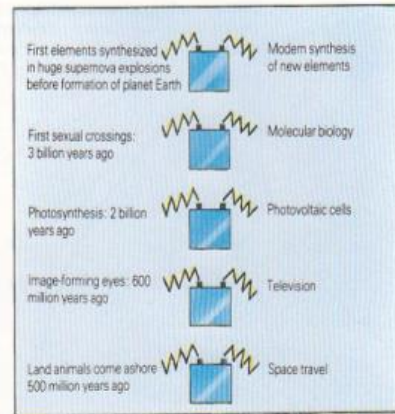 First elements synthesized
in huge supernova explosions
before formation of planet Earth
Modern synthesis
of new elements
First sexual crossings:
3 billion years ago
Molecular biology
Photosynthesis: 2 billion
years ago
Photovoltaic cells
Image-forming eyes: 600
million years ago
Television
Land animals come ashore
500 million years ago
Space travel